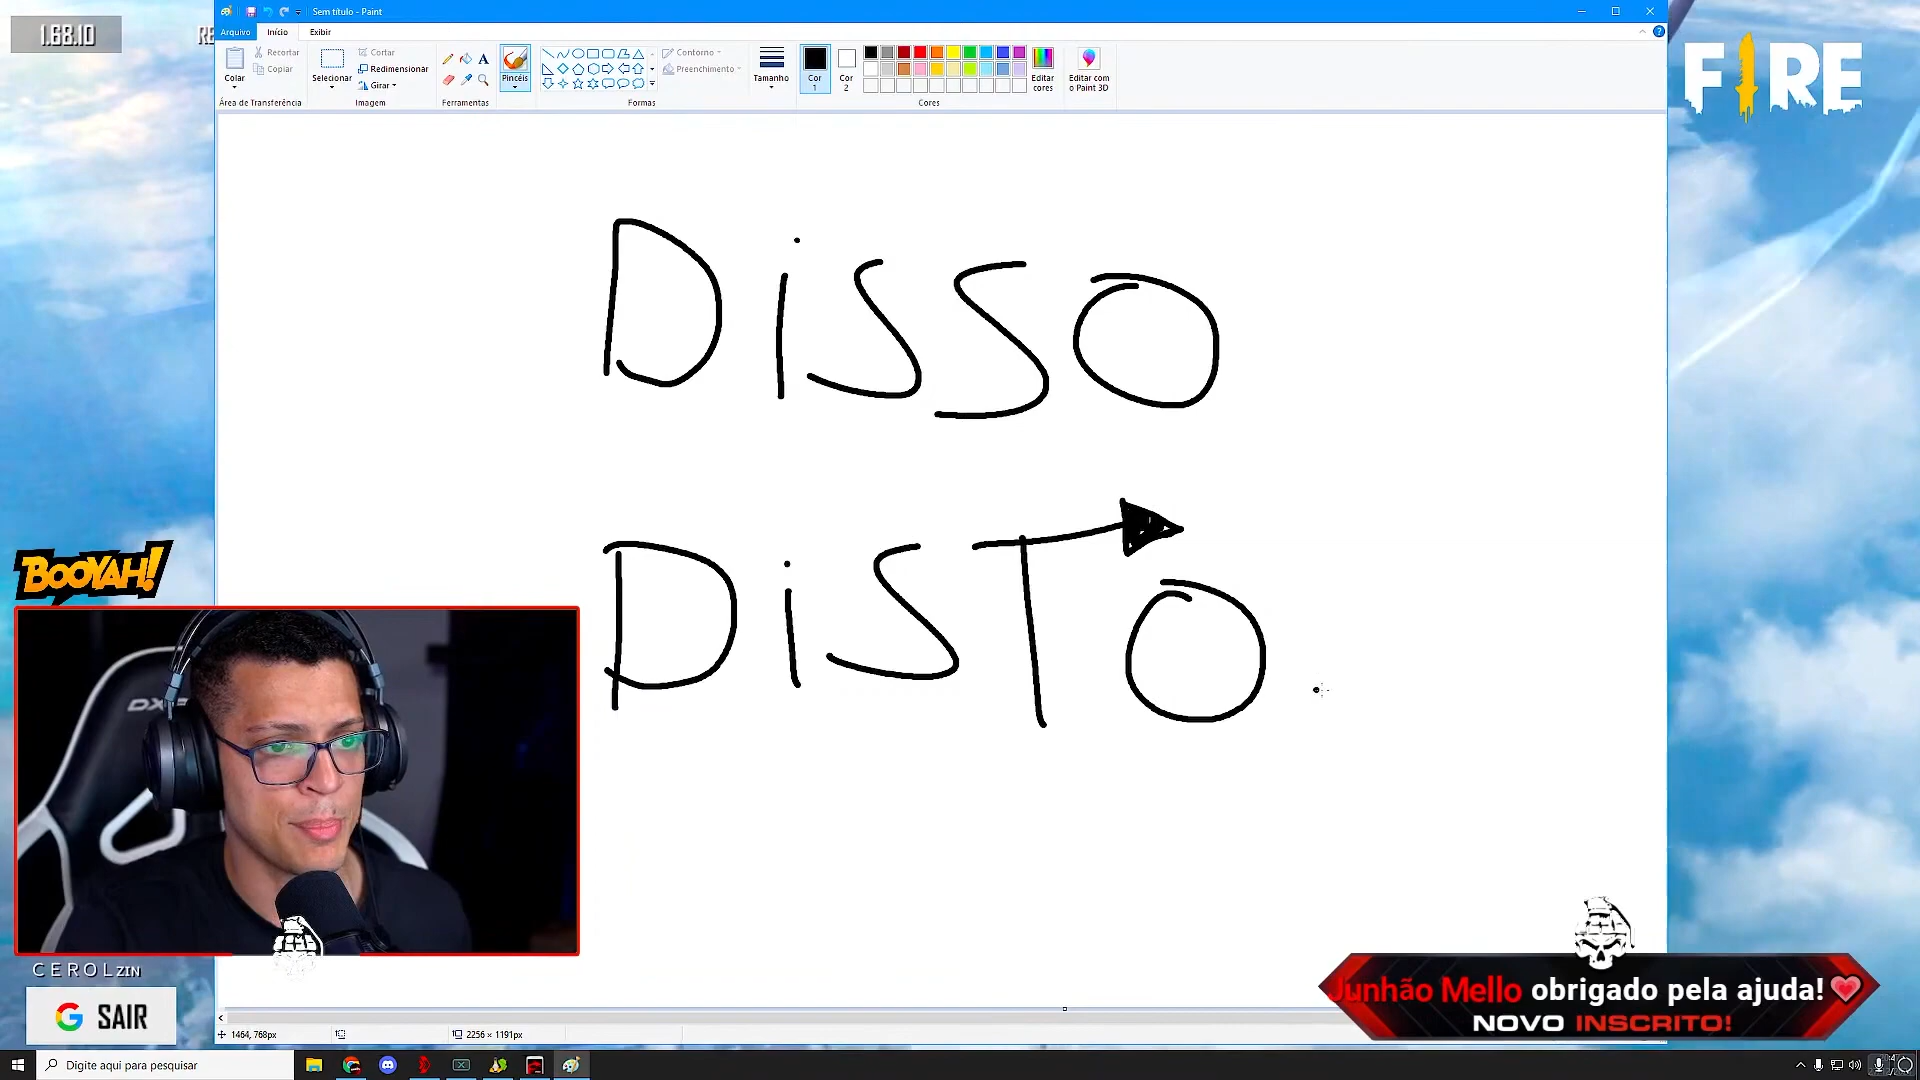 1.68.10
RE
Sem título - Paint
Arquivo Início Exibir
Colar
Recortar
Copiar
Área de Transferência
Selecionar
Cortar
Redimensionar
Girar
Imagem
A
Ferramentas
Pincéis
Contorno
Preenchimento
Formas
Tamanho
Cor 1
Cor 2
Editar cores
Editar com o Paint 3D
Cores
FIRE
DiSSO
DiSTO
BOOYAH!
DX
CEROLZIN
G SAIR
Junhão Mello obrigado pela ajuda!
NOVO INSCRITO!
1464, 768px
2256 × 1191px
Digite aqui para pesquisar